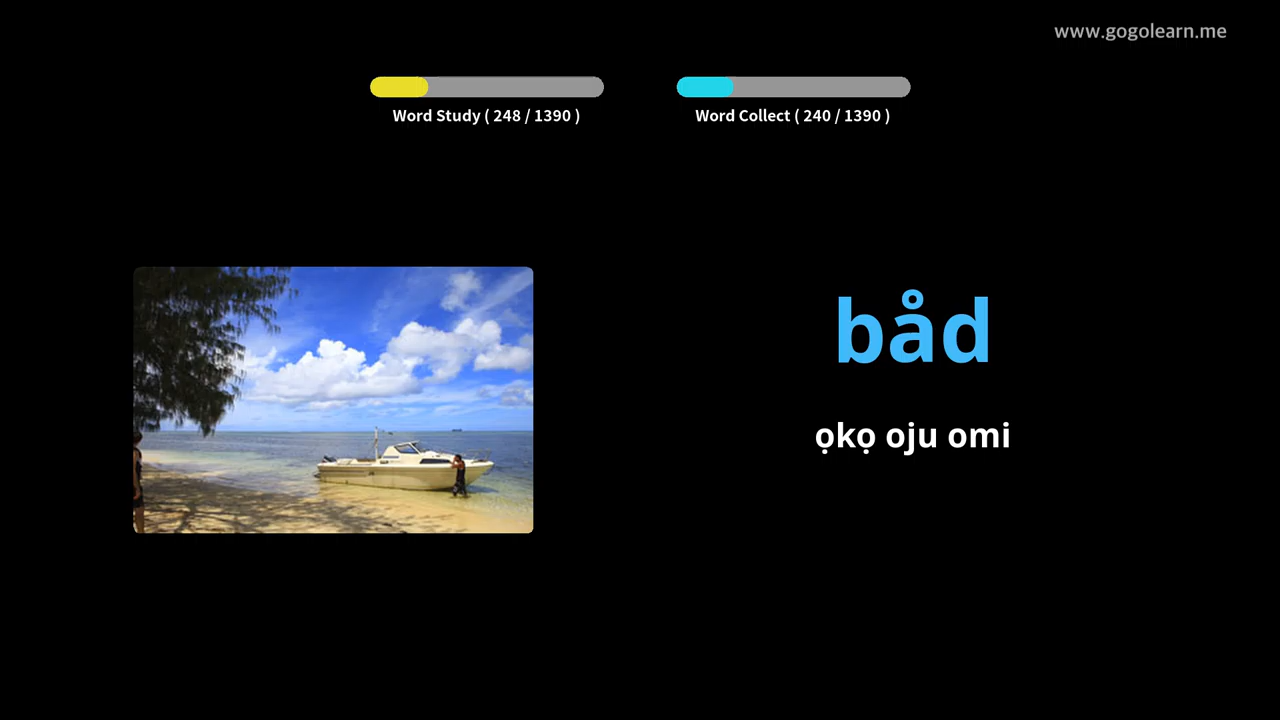 www.gogolearn.me
Word Study ( 248 / 1390 )
Word Collect ( 240 / 1390 )
båd
ọkọ oju omi